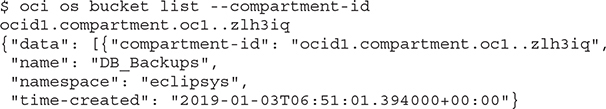 $ oci os bucket list --compartment-id
ocid1.compartment.oc1..zlh3iq
{"data": [{"compartment-id": "ocid1.compartment.oc1..zlh3iq",
"name": "DB_Backups",
"namespace": "eclipsys",
"time-created": "2019-01-03T06:51:01.394000+00:00"}